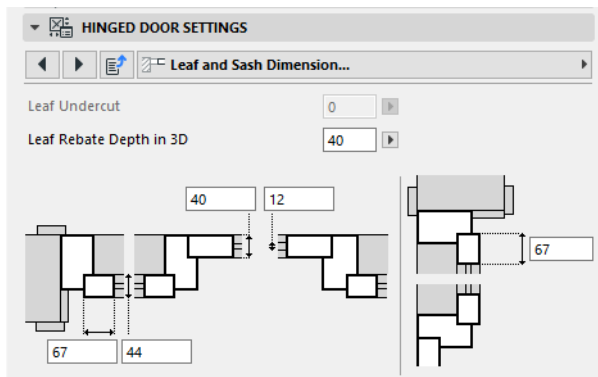 HINGED DOOR SETTINGS
Leaf and Sash Dimension...
Leaf Undercut 0
Leaf Rebate Depth in 3D 40
40 12
67
67 44